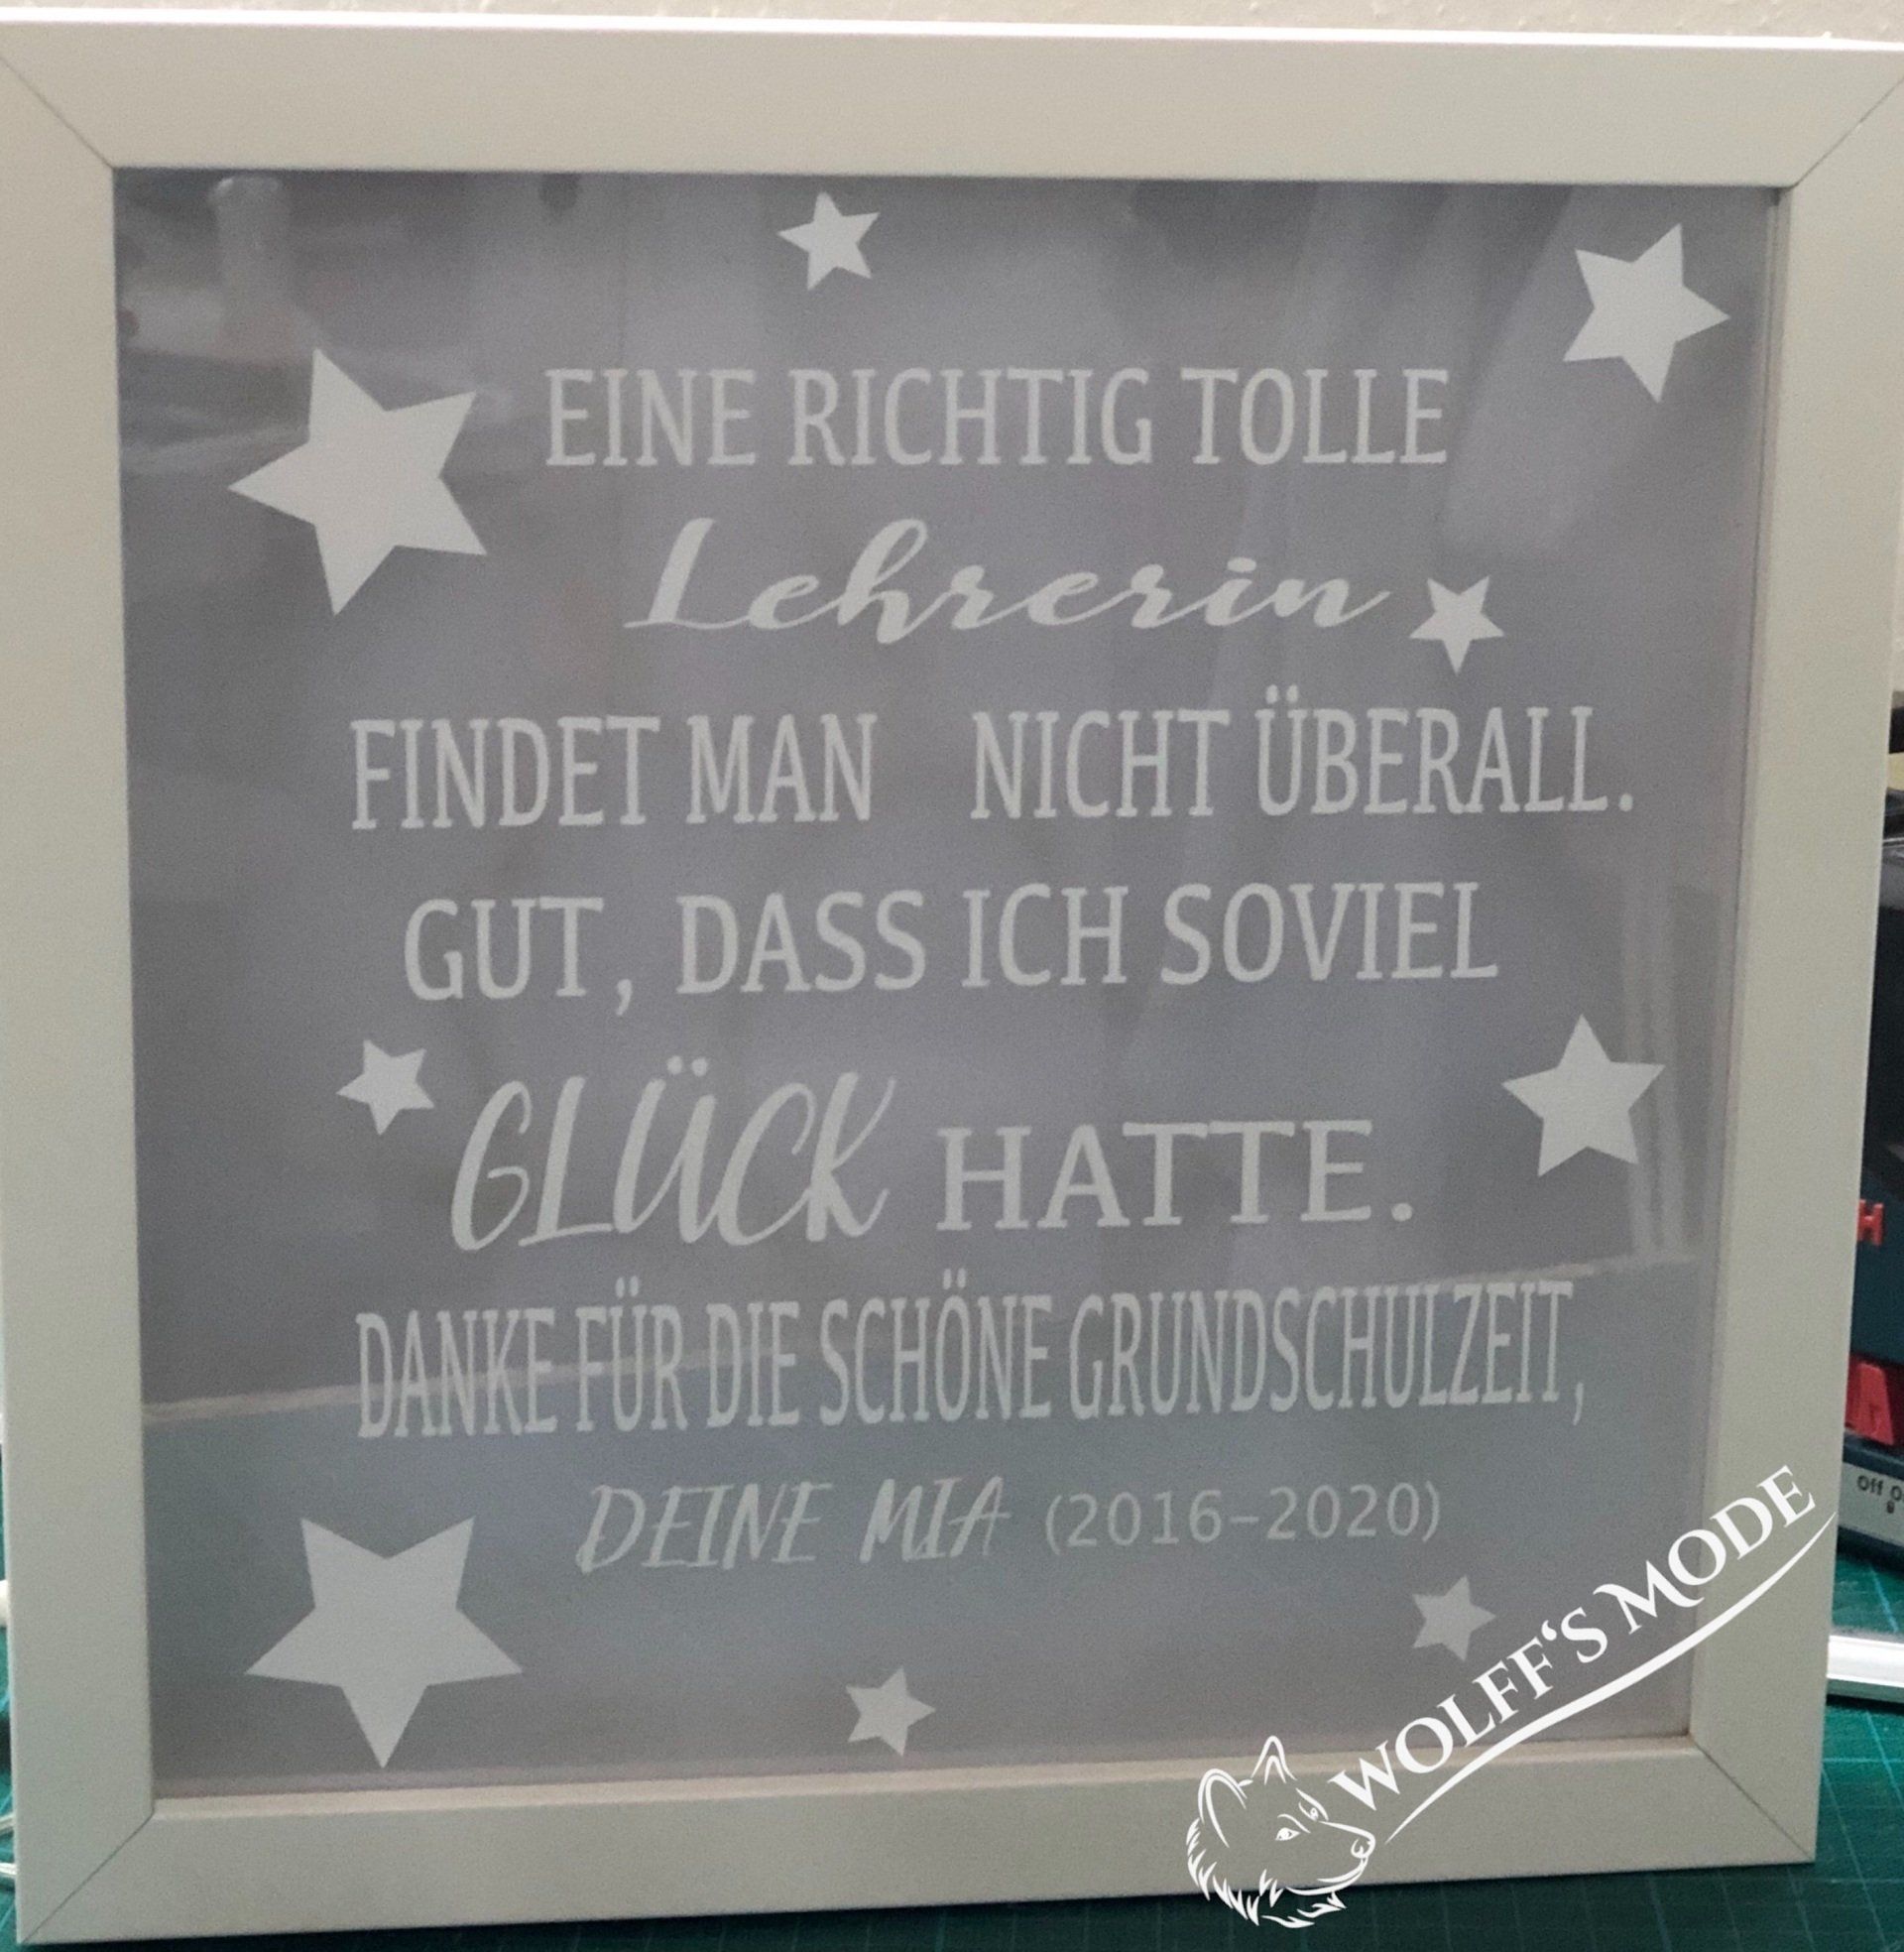 EINE RICHTIG TOLLE
Lehrerin
FINDET MAN NICHT ÜBERALL.
GUT, DASS ICH SOVIEL
GLÜCK HATTE.
DANKE FÜR DIE SCHÖNE GRUNDSCHULZEIT,
DEINE MIA (2016-2020)
WOLFF'S MODE
Off